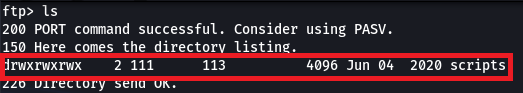 ftp> ls
200 PORT command successful. Consider using PASV.
150 Here comes the directory listing.
drwxrwxrwx    2 111      113          4096 Jun 04  2020 scripts
226 Directory send OK.